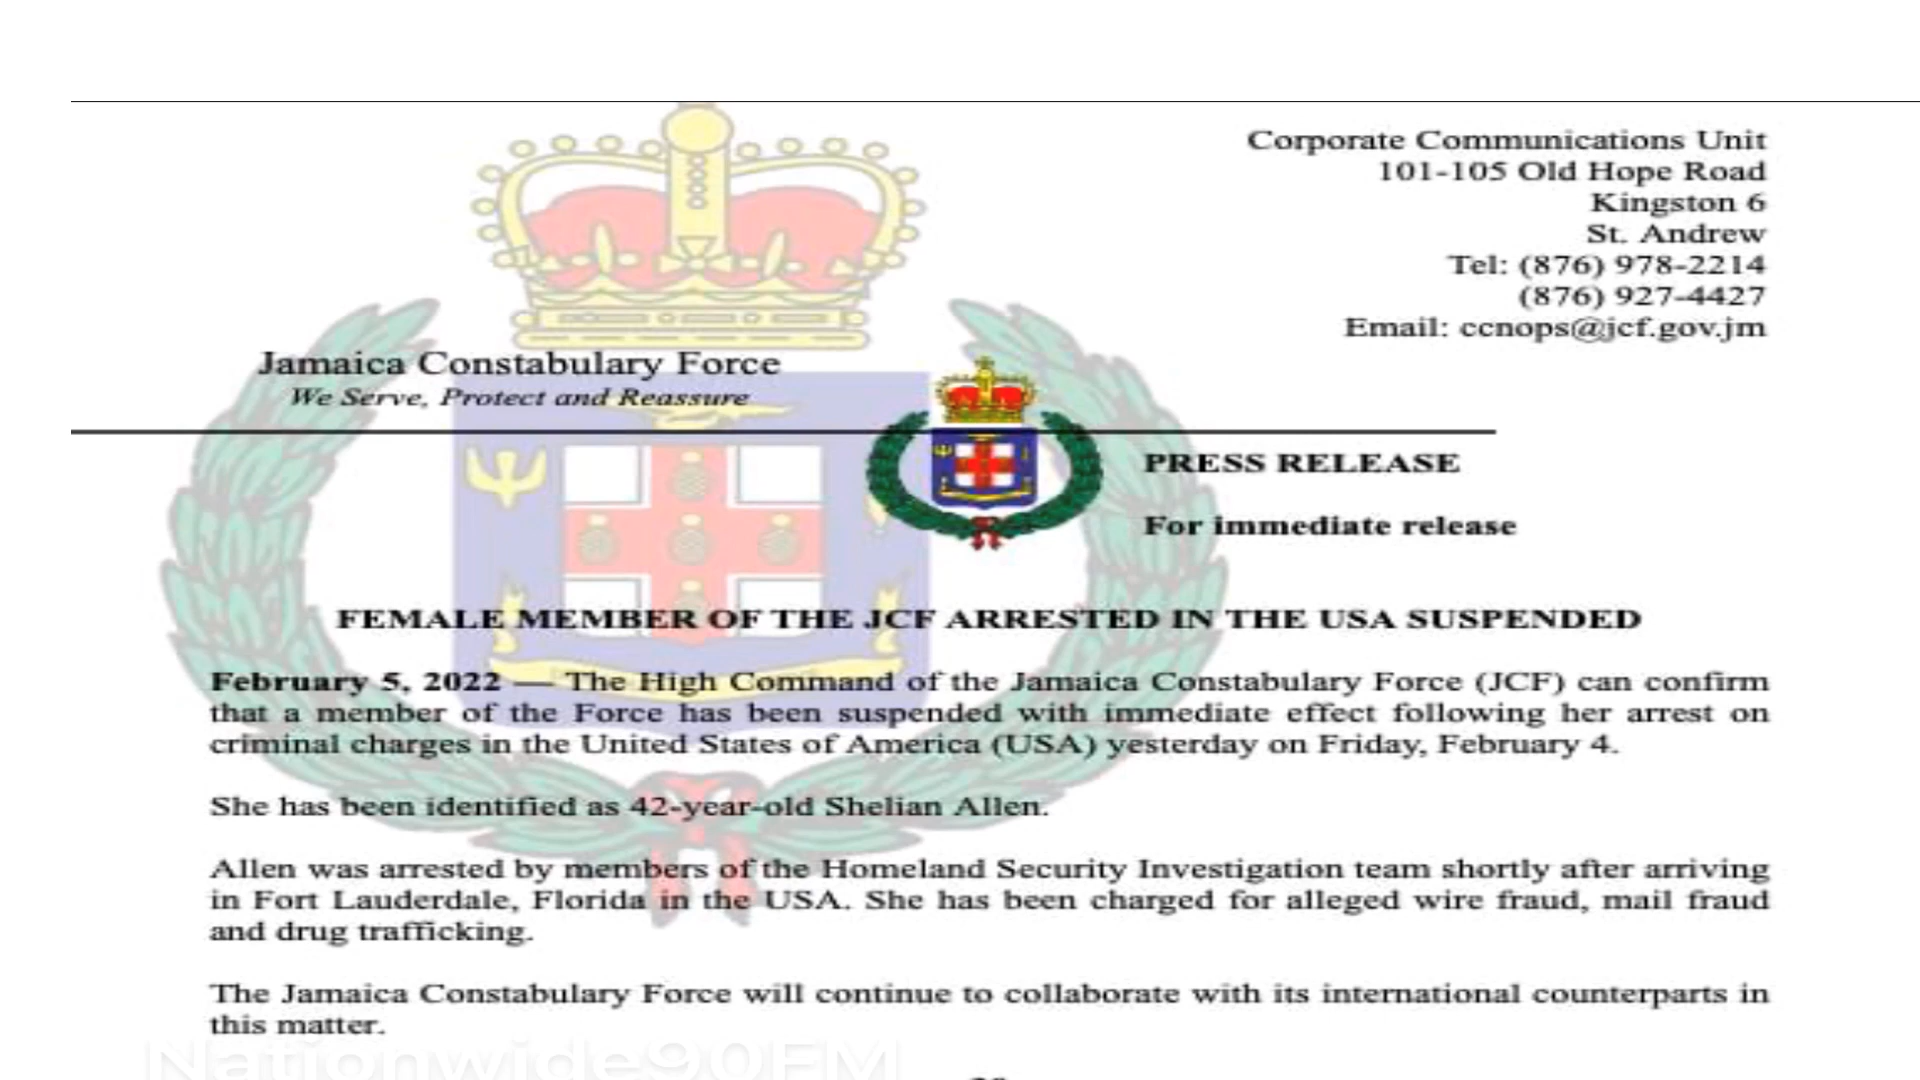 Corporate Communications Unit
101-105 Old Hope Road
Kingston 6
St. Andrew
Tel: (876) 978-2214
(876) 927-4427
Email: ccnops@jcf.gov.jm
Jamaica Constabulary Force
We Serve, Protect and Reassure
PRESS RELEASE
For immediate release
FEMALE MEMBER OF THE JCF ARRESTED IN THE USA SUSPENDED
February 5, 2022 — The High Command of the Jamaica Constabulary Force (JCF) can confirm
that a member of the Force has been suspended with immediate effect following her arrest on
criminal charges in the United States of America (USA) yesterday on Friday, February 4.
She has been identified as 42-year-old Shelian Allen.
Allen was arrested by members of the Homeland Security Investigation team shortly after arriving
in Fort Lauderdale, Florida in the USA. She has been charged for alleged wire fraud, mail fraud
and drug trafficking.
The Jamaica Constabulary Force will continue to collaborate with its international counterparts in
this matter.
Nationwide90FM